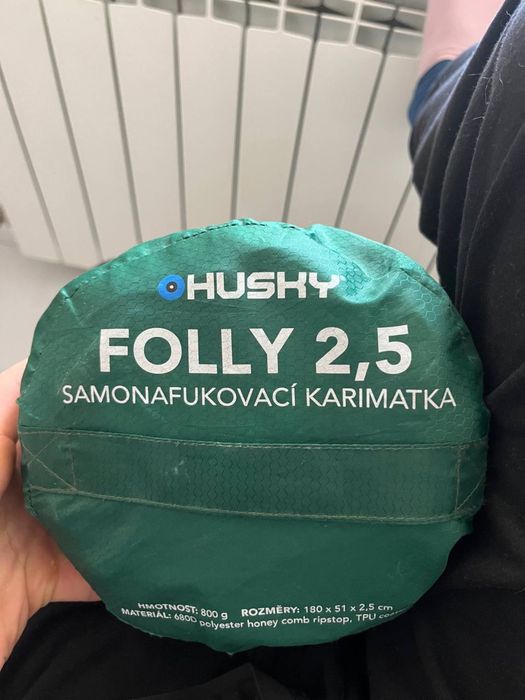 HUSKY
FOLLY 2,5
SAMONAFUKOVACÍ KARIMATKA
HMOTNOST: 800 g ROZMĚRY: 180 x 51 x 2,5 cm
MATERIÁL: 680D polyester honey comb ripstop, TPU